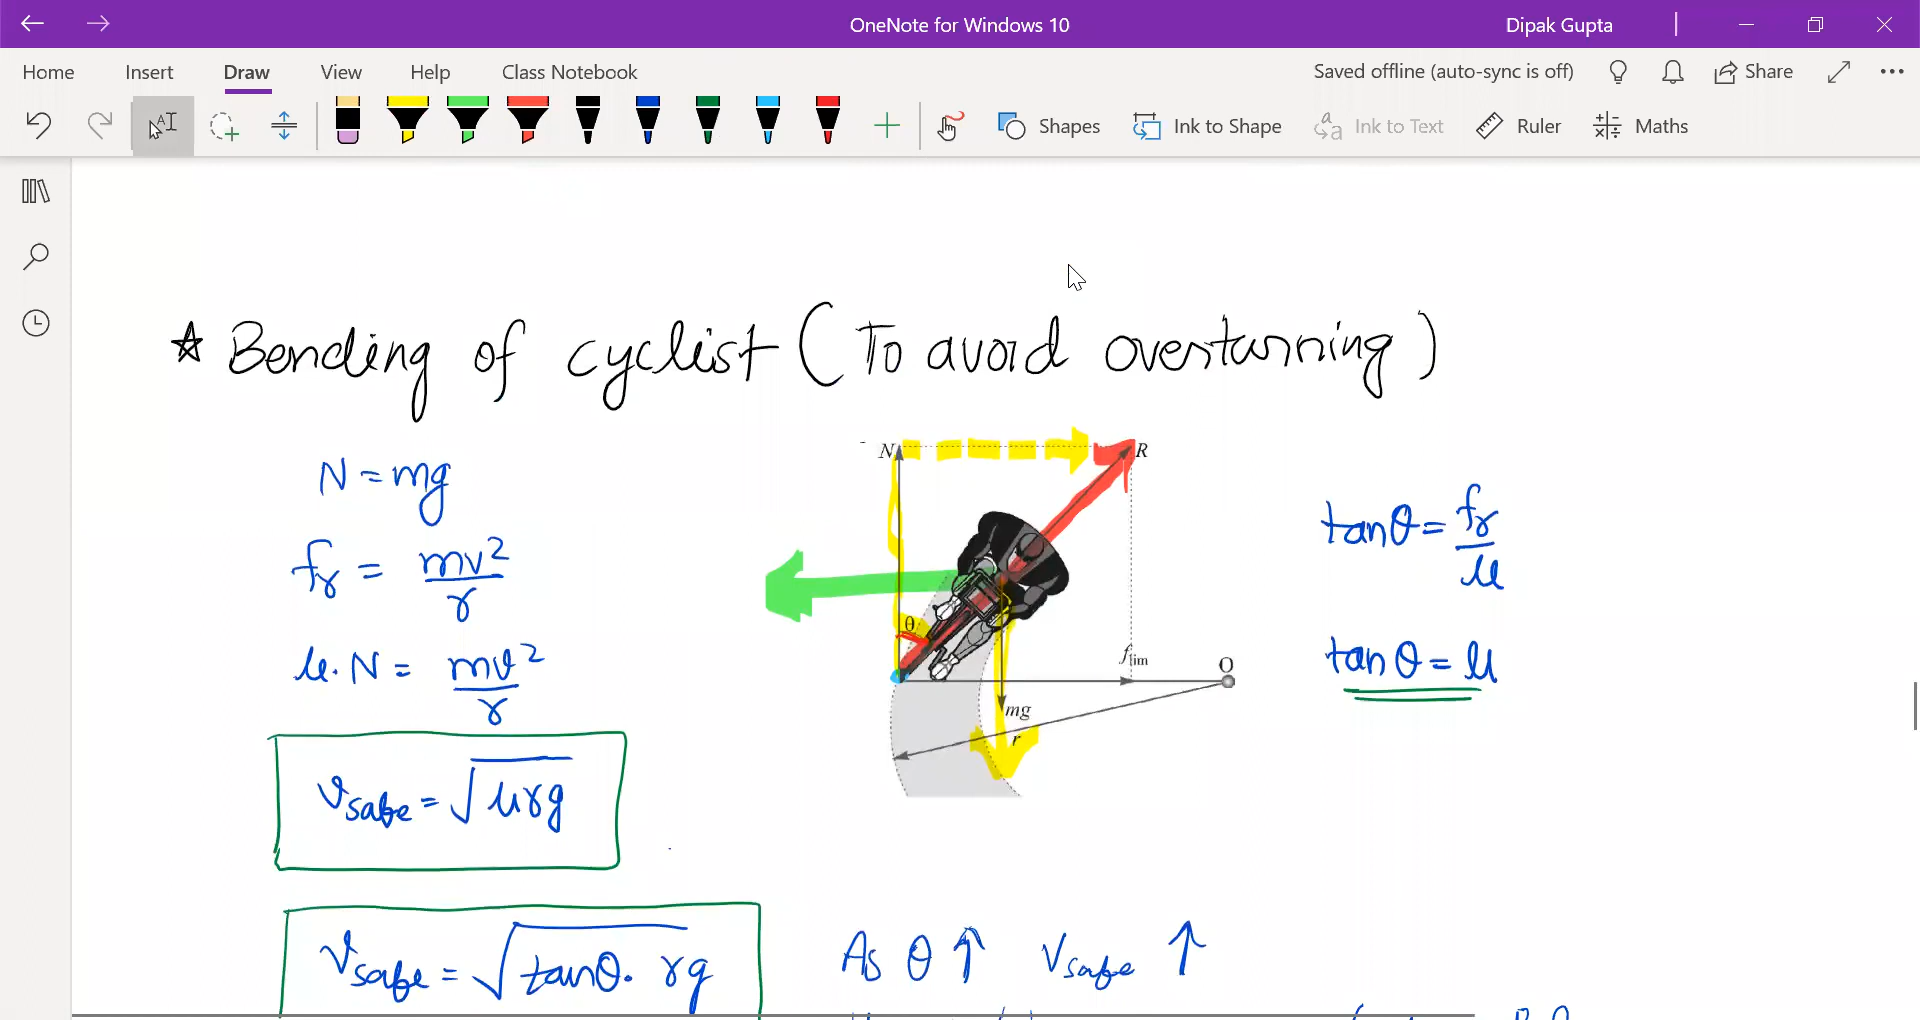 OneNote for Windows 10
Dipak Gupta
Home Insert Draw View Help Class Notebook
Saved offline (auto-sync is off) Share
Shapes Ink to Shape Ink to Text Ruler Maths
☆ Bending of cyclist (To avoid overturning)
N = mg
fr = mv²/r
μ. N = mv²/r
Vsafe = √μrg
Vsafe = √tanθ. rg
N R
θ
flim O
mg
r
tanθ = fr/μ
tanθ = μ
As θ ↑ Vsafe ↑